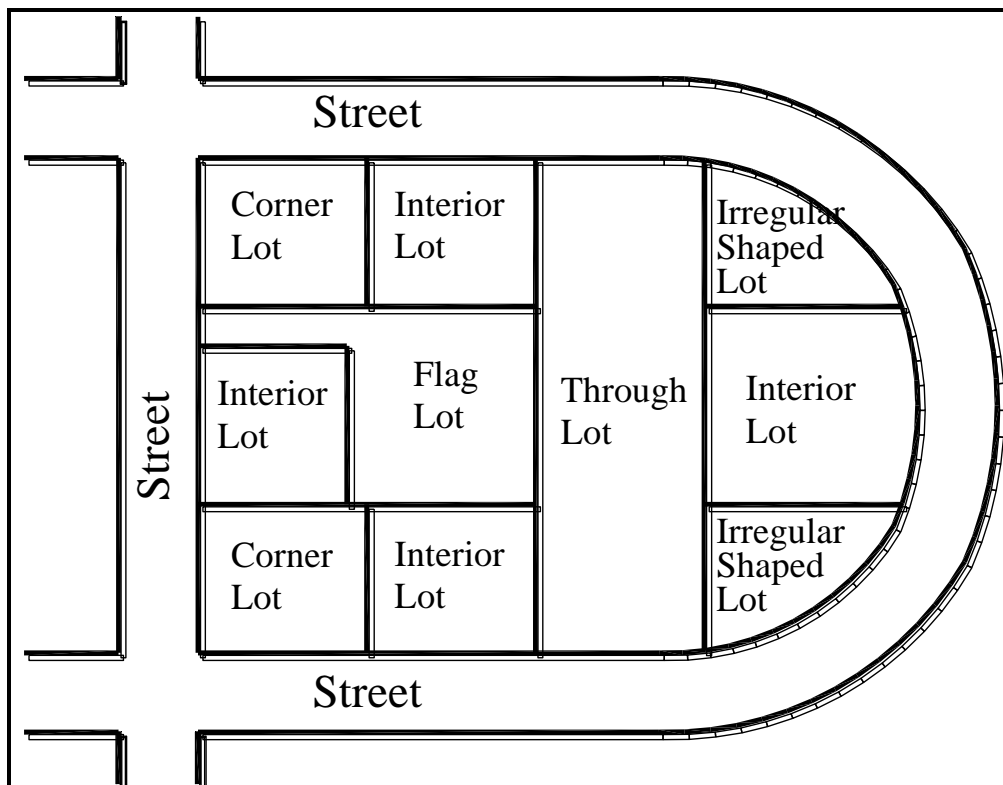 Street
Corner
Lot
Interior
Lot
Irregular
Shaped
Lot
Interior
Lot
Flag
Lot
Through
Lot
Interior
Lot
Street
Corner
Lot
Interior
Lot
Irregular
Shaped
Lot
Street